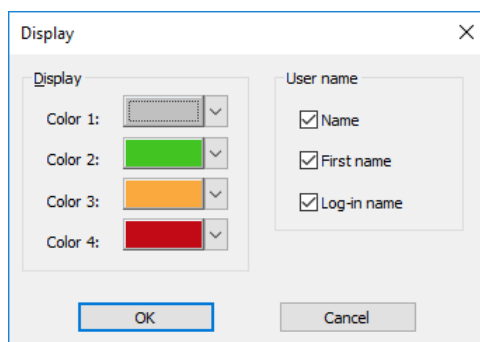 Display
Display
Color 1:
Color 2:
Color 3:
Color 4:
User name
Name
First name
Log-in name
OK
Cancel